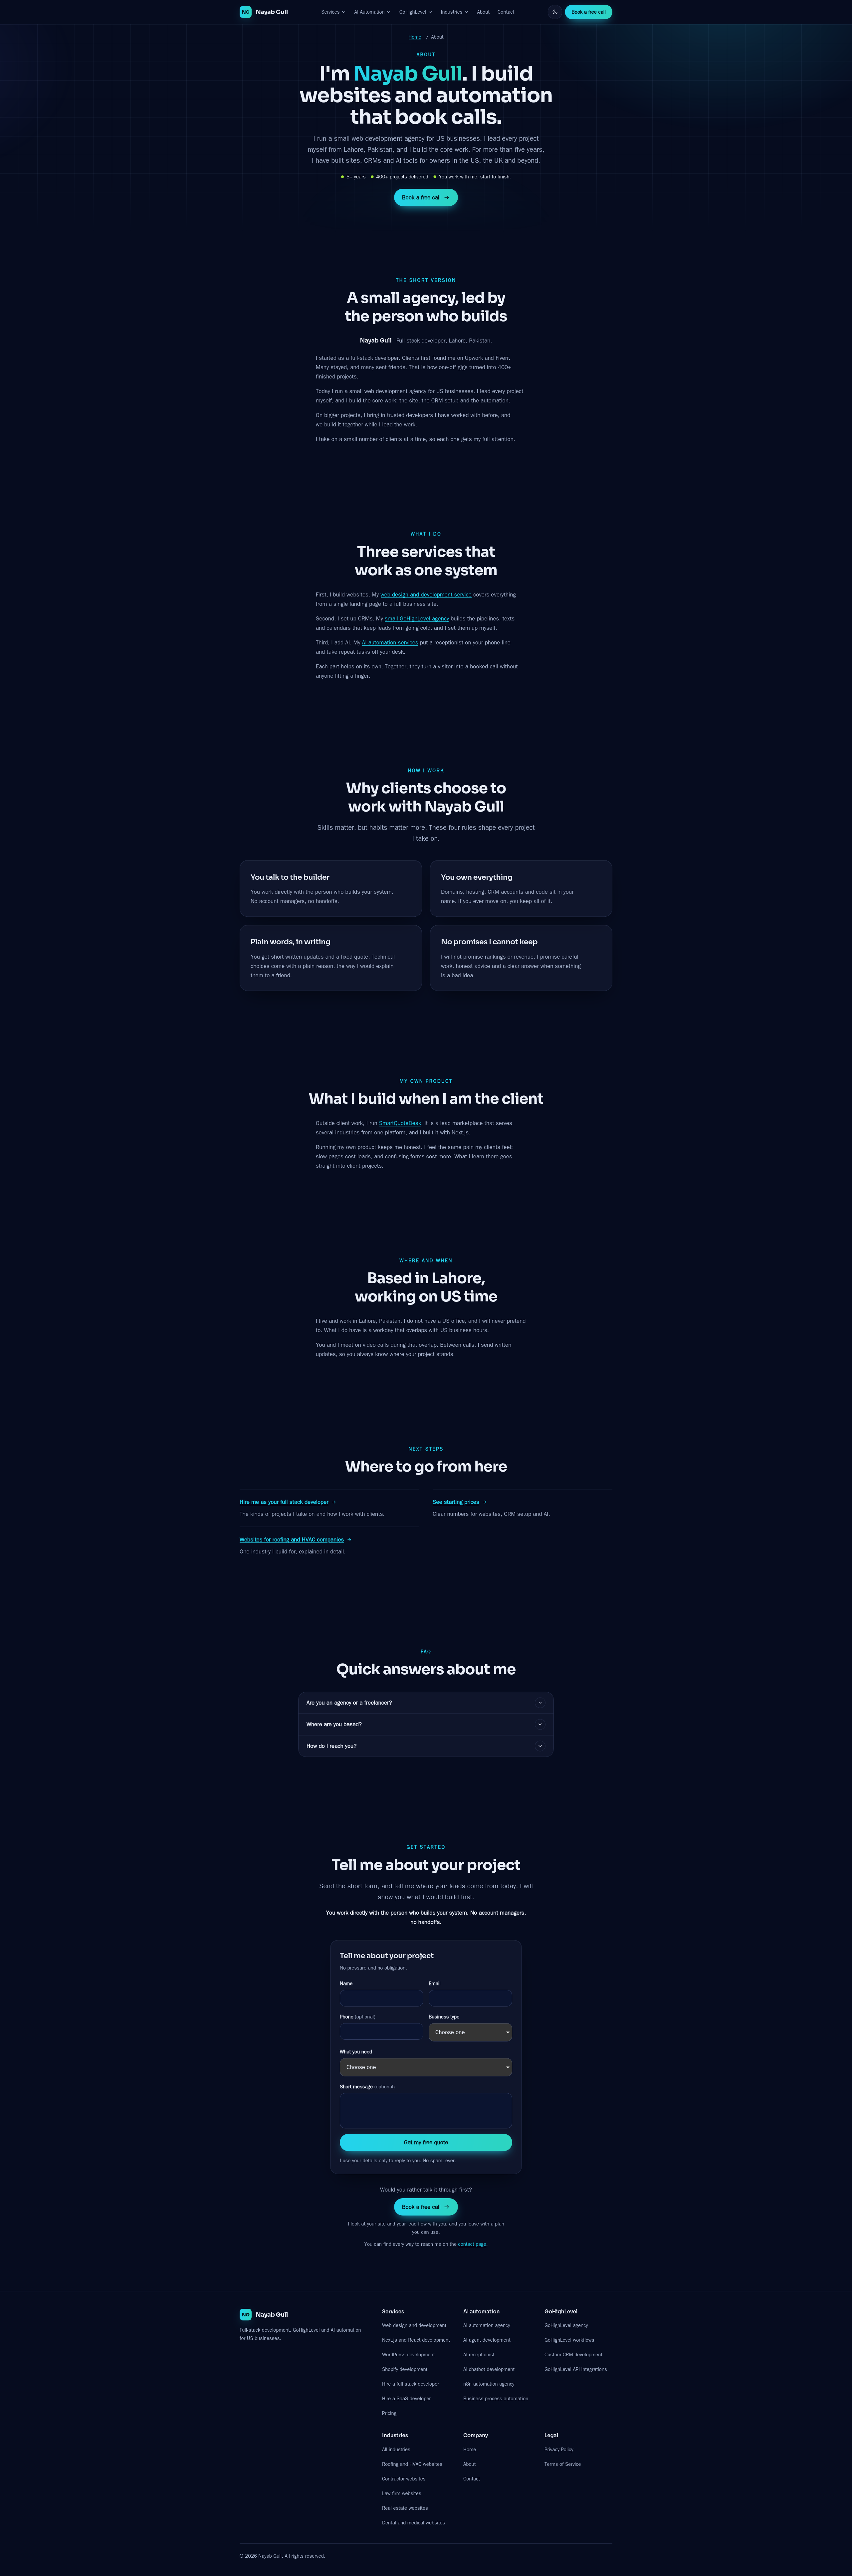 NG Nayab Gull Services AI Automation GoHighLevel Industries About Contact Book a free call
Home / About
ABOUT
I'm Nayab Gull. I build
websites and automation
that book calls.
I run a small web development agency for US businesses. I lead every project
myself from Lahore, Pakistan, and I build the core work. For more than five years,
I have built sites, CRMs and AI tools for owners in the US, the UK and beyond.
5+ years 400+ projects delivered You work with me, start to finish.
Book a free call →
THE SHORT VERSION
A small agency, led by
the person who builds
Nayab Gull Full-stack developer, Lahore, Pakistan.
I started as a full-stack developer. Clients first found me on Upwork and Fiverr.
Many stayed, and many sent friends. That is how one-off gigs turned into 400+
finished projects.
Today I run a small web development agency for US businesses. I lead every project
myself, and I build the core work: the site, the CRM setup and the automation.
On bigger projects, I bring in trusted developers I have worked with before, and
we build it together while I lead the work.
I take on a small number of clients at a time, so each one gets my full attention.
WHAT I DO
Three services that
work as one system
First, I build websites. My web design and development service covers everything
from a single landing page to a full business site.
Second, I set up CRMs. My small GoHighLevel agency builds the pipelines, texts
and calendars that keep leads from going cold, and I set them up myself.
Third, I add AI. My AI automation services put a receptionist on your phone line
and take repeat tasks off your desk.
Each part helps on its own. Together, they turn a visitor into a booked call without
anyone lifting a finger.
HOW I WORK
Why clients choose to
work with Nayab Gull
Skills matter, but habits matter more. These four rules shape every project
I take on.
You talk to the builder
You work directly with the person who builds your system.
No account managers, no handoffs.
You own everything
Domains, hosting, CRM accounts and code sit in your
name. If you ever move on, you keep all of it.
Plain words, in writing
You get short written updates and a fixed quote. Technical
choices come with a plain reason, the way I would explain
them to a friend.
No promises I cannot keep
I will not promise rankings or revenue. I promise careful
work, honest advice and a clear answer when something
is a bad idea.
MY OWN PRODUCT
What I build when I am the client
Outside client work, I run SmartQuoteDesk. It is a lead marketplace that serves
several industries from one platform, and I built it with Next.js.
Running my own product keeps me honest. I feel the same pain my clients feel:
slow pages cost leads, and confusing forms cost more. What I learn there goes
straight into client projects.
WHERE AND WHEN
Based in Lahore,
working on US time
I live and work in Lahore, Pakistan. I do not have a US office, and I will never pretend
to. What I do have is a workday that overlaps with US business hours.
You and I meet on video calls during that overlap. Between calls, I send written
updates, so you always know where your project stands.
NEXT STEPS
Where to go from here
Hire me as your full stack developer →
The kinds of projects I take on and how I work with clients.
See starting prices →
Clear numbers for websites, CRM setup and AI.
Websites for roofing and HVAC companies →
One industry I build for, explained in detail.
FAQ
Quick answers about me
Are you an agency or a freelancer?
Where are you based?
How do I reach you?
GET STARTED
Tell me about your project
Send the short form, and tell me where your leads come from today. I will
show you what I would build first.
You work directly with the person who builds your system. No account managers,
no handoffs.
Tell me about your project
No pressure and no obligation.
Name Email
Phone (optional) Business type
Choose one
What you need
Choose one
Short message (optional)
Get my free quote
I use your details only to reply to you. No spam, ever.
Would you rather talk it through first?
Book a free call →
I look at your site and your lead flow with you, and you leave with a plan
you can use.
You can find every way to reach me on the contact page.
NG Nayab Gull
Full-stack development, GoHighLevel and AI automation
for US businesses.
Services
Web design and development
Next.js and React development
WordPress development
Shopify development
Hire a full stack developer
Hire a SaaS developer
Pricing
AI automation
AI automation agency
AI agent development
AI receptionist
AI chatbot development
n8n automation agency
Business process automation
GoHighLevel
GoHighLevel agency
GoHighLevel workflows
Custom CRM development
GoHighLevel API integrations
Industries
All industries
Roofing and HVAC websites
Contractor websites
Law firm websites
Real estate websites
Dental and medical websites
Company
Home
About
Contact
Legal
Privacy Policy
Terms of Service
© 2026 Nayab Gull. All rights reserved.